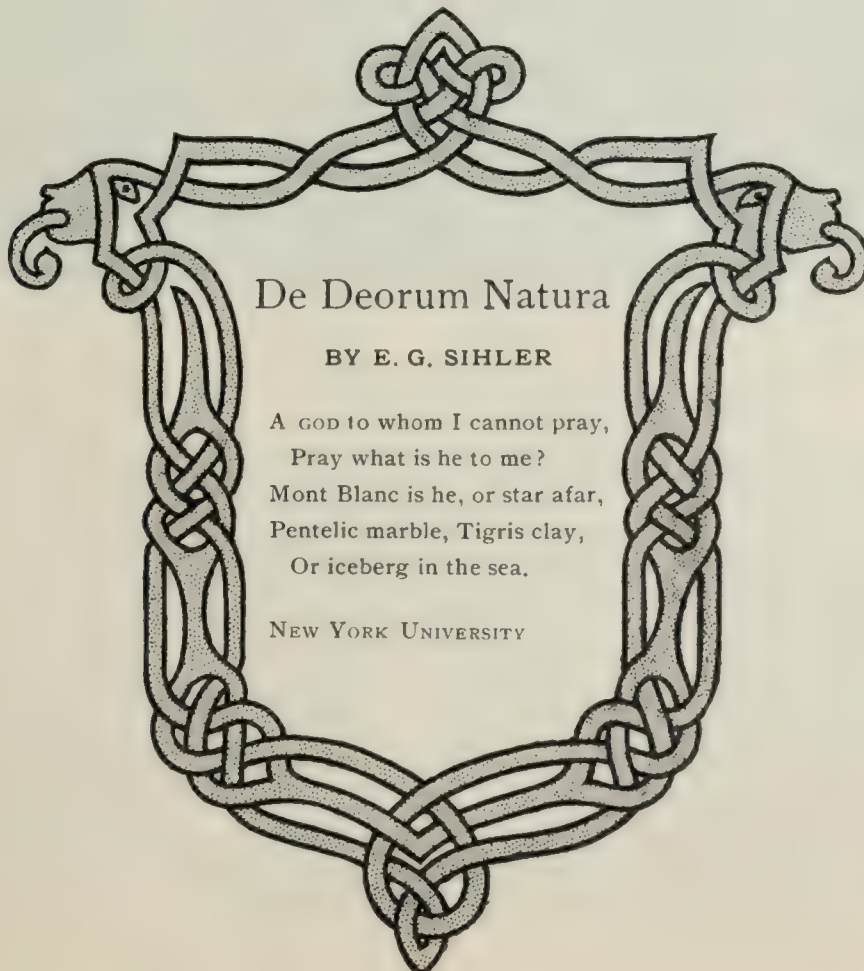 De Deorum Natura
BY E. G. SIHLER
A GOD to whom I cannot pray,
Pray what is he to me?
Mont Blanc is he, or star afar,
Pentelic marble, Tigris clay,
Or iceberg in the sea.
NEW YORK UNIVERSITY